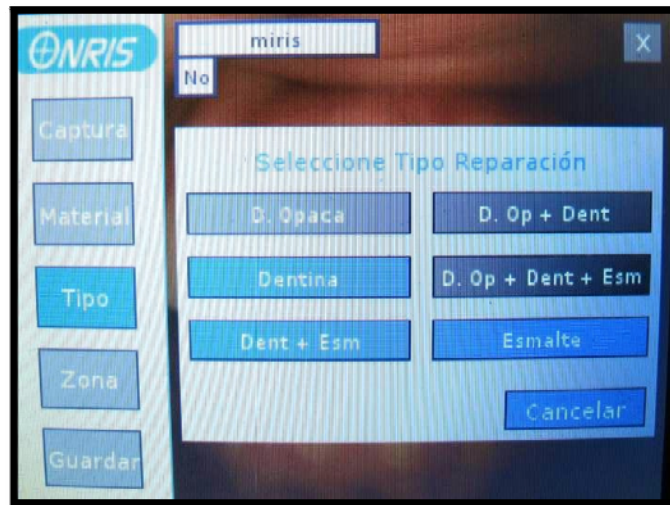 ONRIS
miris
X
No
Captura
Material
Tipo
Zona
Guardar
Seleccione Tipo Reparación
D. Opaca
D. Op + Dent
Dentina
D. Op + Dent + Esm
Dent + Esm
Esmalte
Cancelar